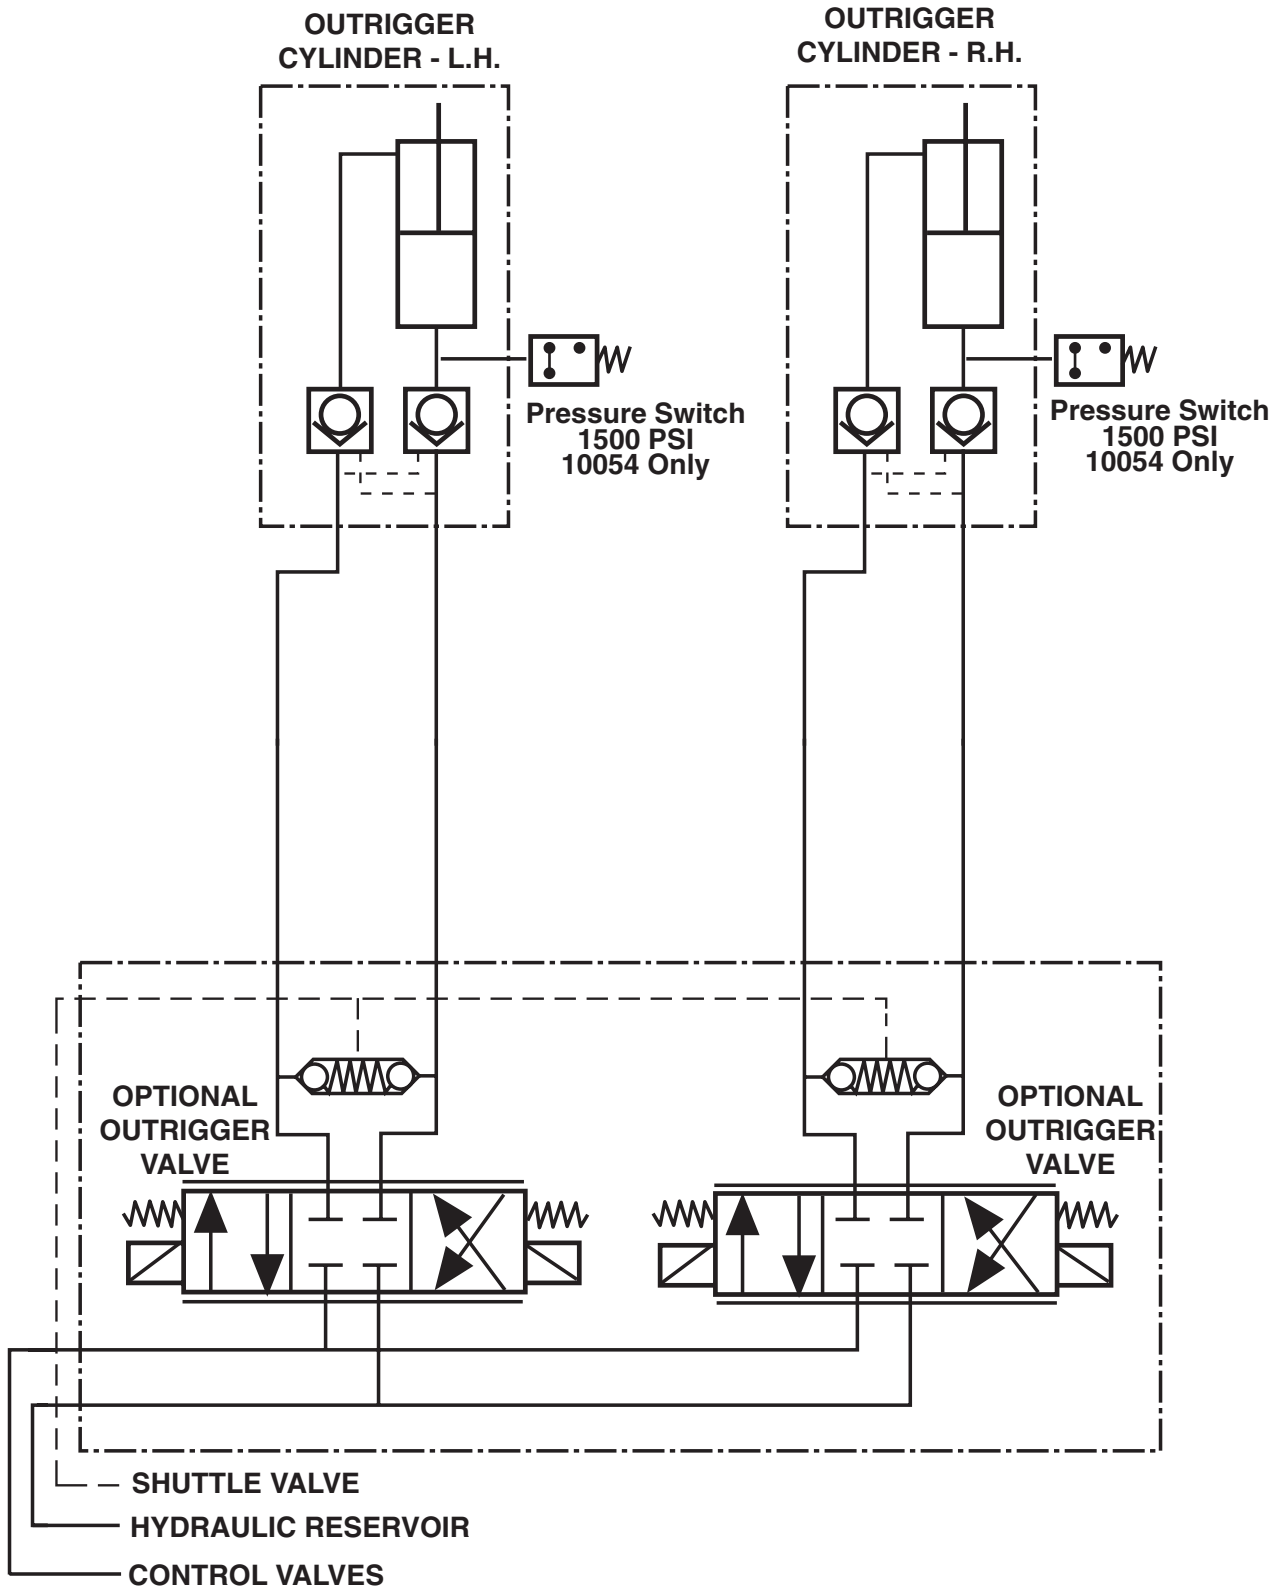 OUTRIGGER
CYLINDER - L.H.
OUTRIGGER
CYLINDER - R.H.
Pressure Switch
1500 PSI
10054 Only
Pressure Switch
1500 PSI
10054 Only
OPTIONAL
OUTRIGGER
VALVE
OPTIONAL
OUTRIGGER
VALVE
SHUTTLE VALVE
HYDRAULIC RESERVOIR
CONTROL VALVES